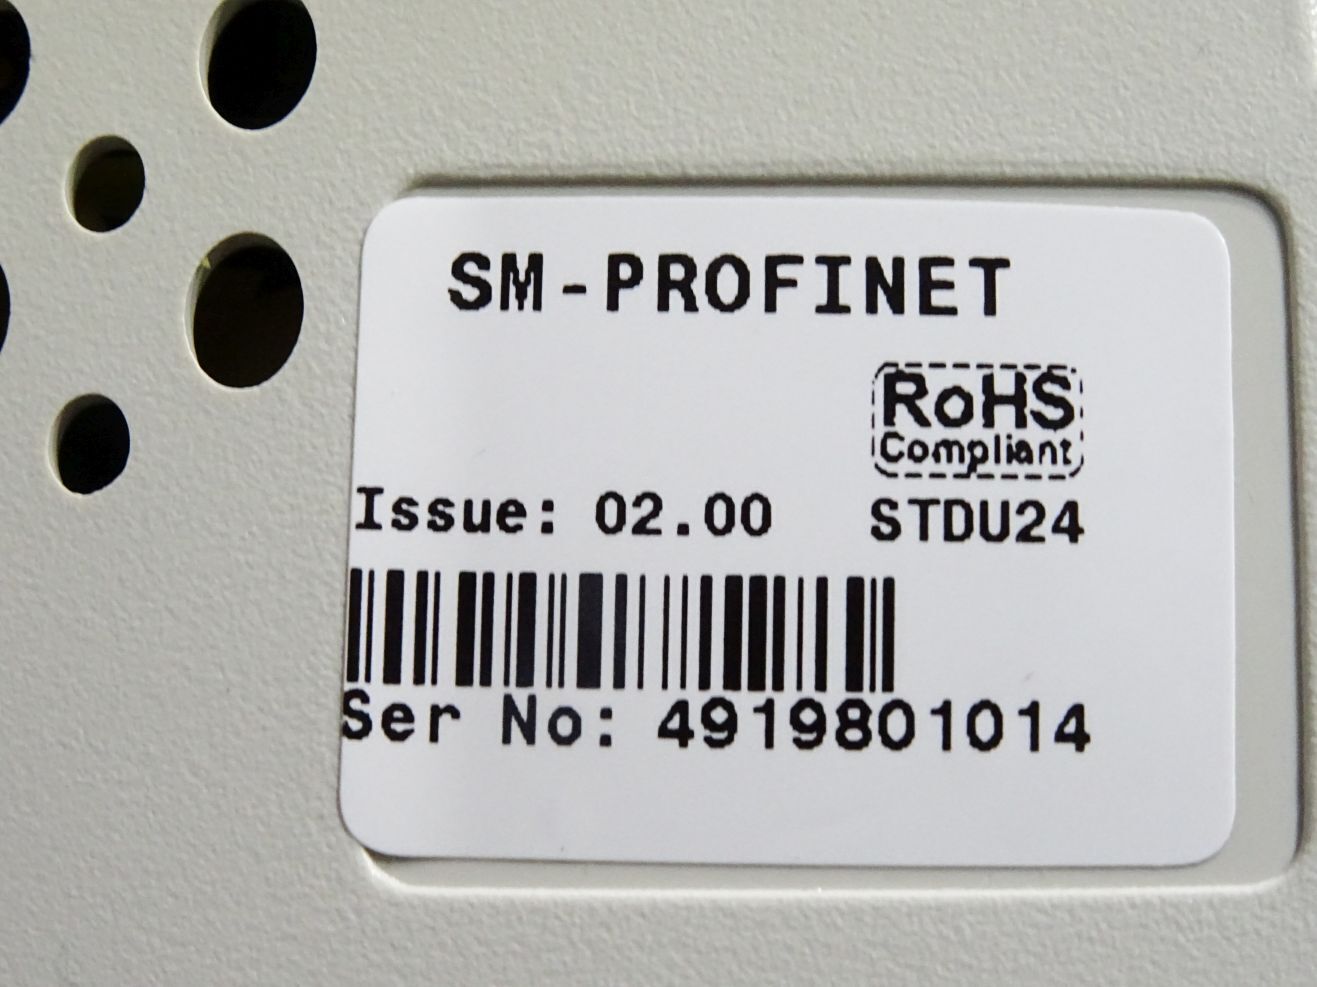 SM-PROFINET
RoHS
Compliant
Issue: 02.00 STDU24
Ser No: 4919801014